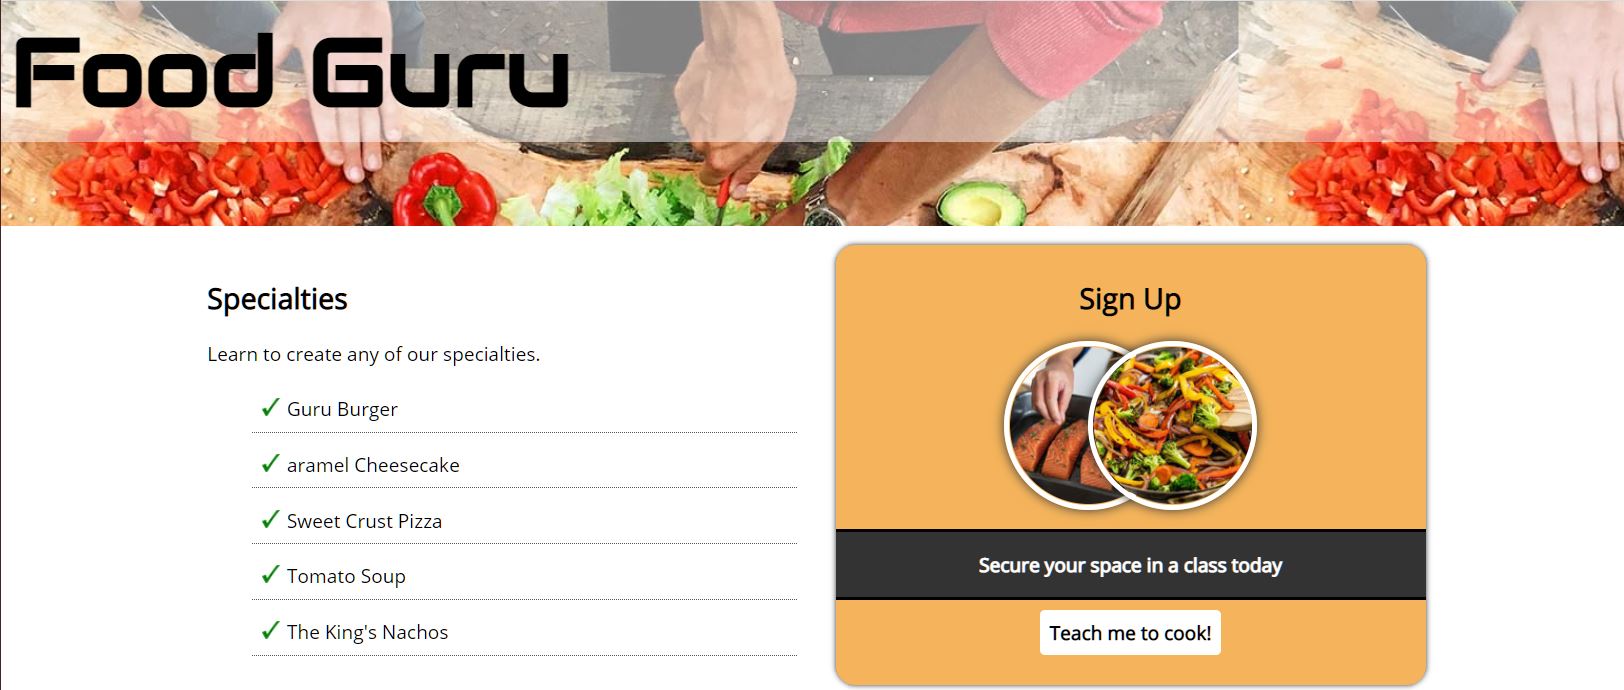 Food Guru
Specialties
Learn to create any of our specialties.
✓ Guru Burger
✓ aramel Cheesecake
✓ Sweet Crust Pizza
✓ Tomato Soup
✓ The King's Nachos
Sign Up
Secure your space in a class today
Teach me to cook!